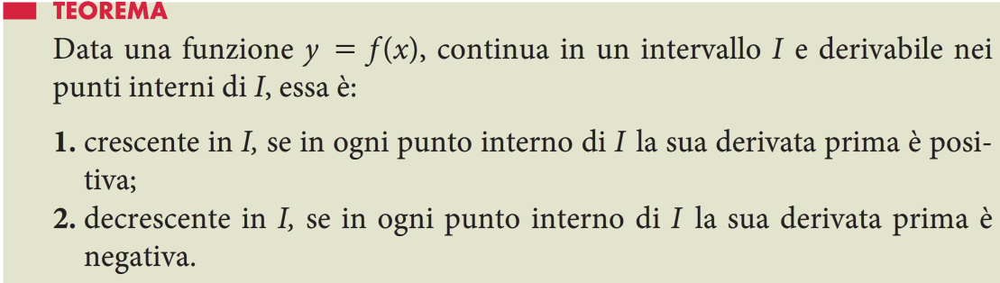 TEOREMA
Data una funzione y = f(x), continua in un intervallo I e derivabile nei
punti interni di I, essa è:
1. crescente in I, se in ogni punto interno di I la sua derivata prima è posi-
tiva;
2. decrescente in I, se in ogni punto interno di I la sua derivata prima è
negativa.